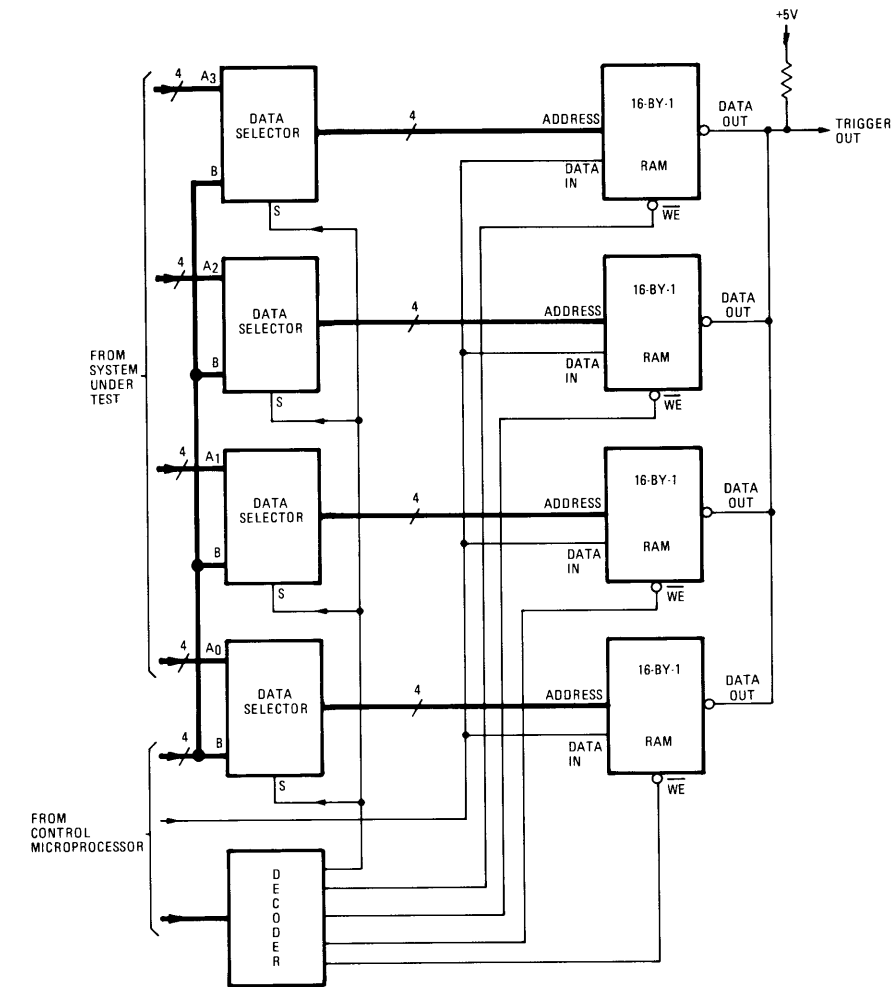 +5V
4
A3
DATA
SELECTOR
B
S
4
ADDRESS
DATA
IN
16-BY-1
RAM
WE
DATA
OUT
TRIGGER
OUT
4
A2
DATA
SELECTOR
B
S
4
ADDRESS
DATA
IN
16-BY-1
RAM
WE
DATA
OUT
FROM
SYSTEM
UNDER
TEST
4
A1
DATA
SELECTOR
B
S
4
ADDRESS
DATA
IN
16-BY-1
RAM
WE
DATA
OUT
4
A0
DATA
SELECTOR
4
B
S
4
ADDRESS
DATA
IN
16-BY-1
RAM
WE
DATA
OUT
FROM
CONTROL
MICROPROCESSOR
DECODER